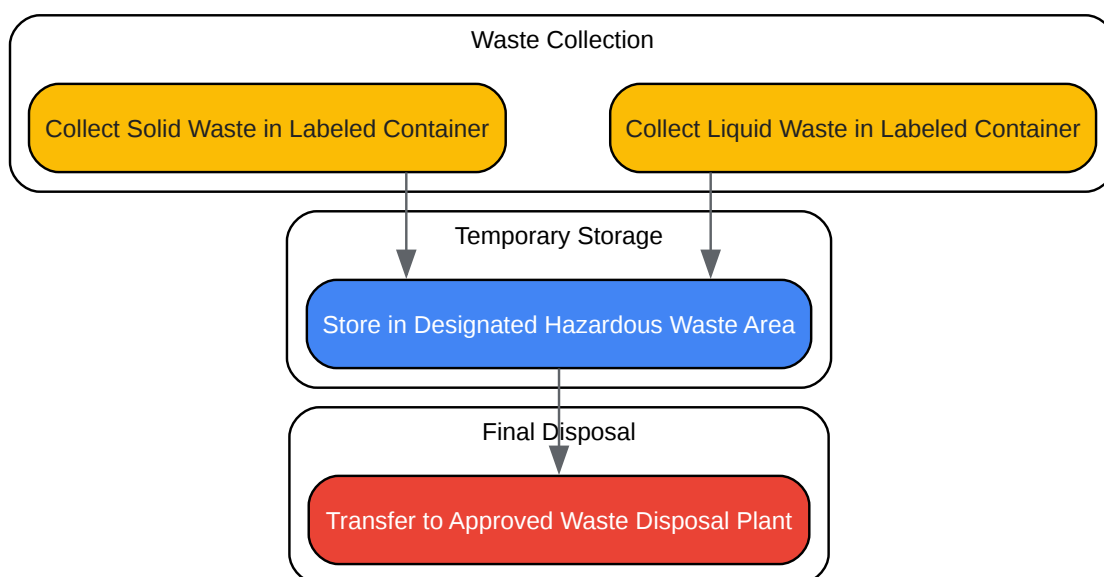 Waste Collection
Collect Solid Waste in Labeled Container
Collect Liquid Waste in Labeled Container
Temporary Storage
Store in Designated Hazardous Waste Area
Final Disposal
Transfer to Approved Waste Disposal Plant